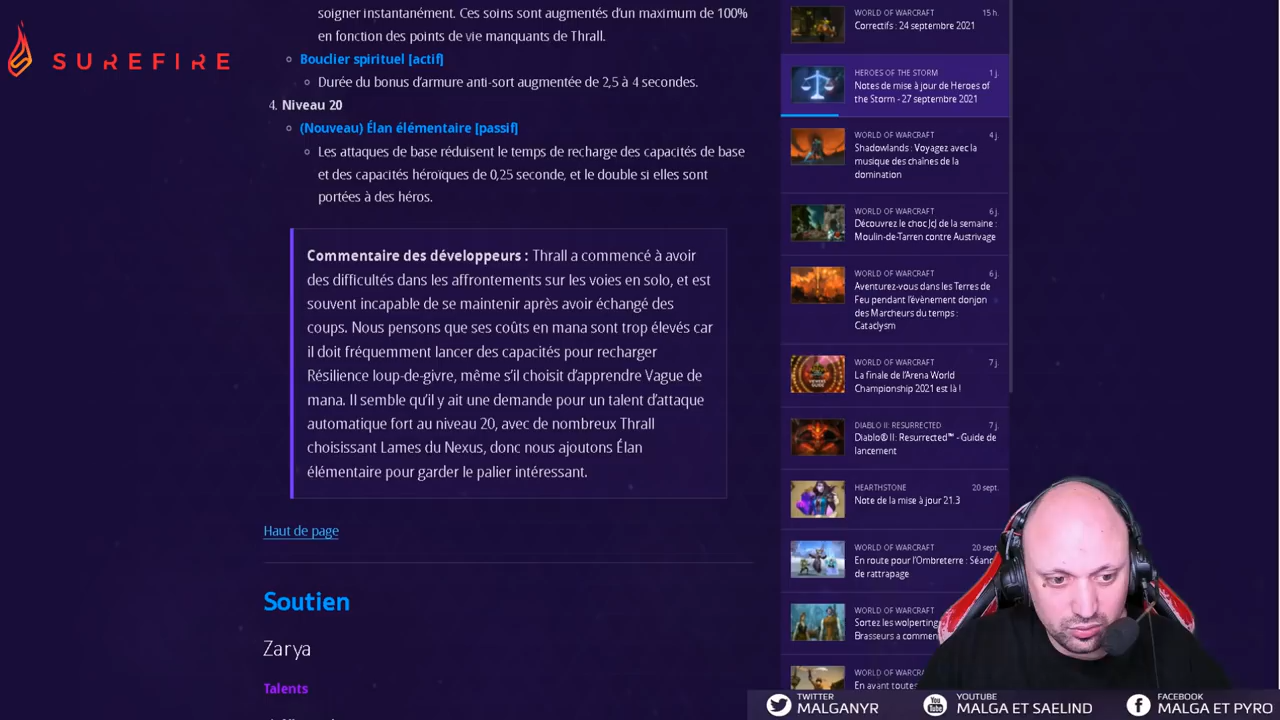 SUREFIRE
soigner instantanément. Ces soins sont augmentés d'un maximum de 100%
en fonction des points de vie manquants de Thrall.
Bouclier spirituel [actif]
Durée du bonus d'armure anti-sort augmentée de 2,5 à 4 secondes.
4. Niveau 20
(Nouveau) Élan élémentaire [passif]
Les attaques de base réduisent le temps de recharge des capacités de base
et des capacités héroïques de 0,25 seconde, et le double si elles sont
portées à des héros.
Commentaire des développeurs : Thrall a commencé à avoir
des difficultés dans les affrontements sur les voies en solo, et est
souvent incapable de se maintenir après avoir échangé des
coups. Nous pensons que ses coûts en mana sont trop élevés car
il doit fréquemment lancer des capacités pour recharger
Résilience loup-de-givre, même s'il choisit d'apprendre Vague de
mana. Il semble qu'il y ait une demande pour un talent d'attaque
automatique fort au niveau 20, avec de nombreux Thrall
choisissant Lames du Nexus, donc nous ajoutons Élan
élémentaire pour garder le palier intéressant.
Haut de page
Soutien
Zarya
Talents
WORLD OF WARCRAFT 15 h.
Correctifs : 24 septembre 2021
HEROES OF THE STORM 1 j.
Notes de mise à jour de Heroes of
the Storm - 27 septembre 2021
WORLD OF WARCRAFT 4 j.
Shadowlands : Voyagez avec la
musique des chaînes de la
domination
WORLD OF WARCRAFT 6 j.
Découvrez le choc JcJ de la semaine :
Moulin-de-Tarren contre Austrivage
WORLD OF WARCRAFT 6 j.
Aventurez-vous dans les Terres de
Feu pendant l'évènement donjon
des Marcheurs du temps :
Cataclysm
WORLD OF WARCRAFT 7 j.
La finale de l'Arena World
Championship 2021 est là !
DIABLO II: RESURRECTED 7 j.
Diablo® II: Resurrected™ - Guide de
lancement
HEARTHSTONE 20 sept.
Note de la mise à jour 21.3
WORLD OF WARCRAFT 20 sept.
En route pour l'Ombreterre : Séan
de rattrapage
WORLD OF WARCRAFT
Sortez les wolperting
Brasseurs a commen
WORLD OF WARCRA
En avant toutes
TWITTER
MALGANYR
YOUTUBE
MALGA ET SAELIND
FACEBOOK
MALGA ET PYRO